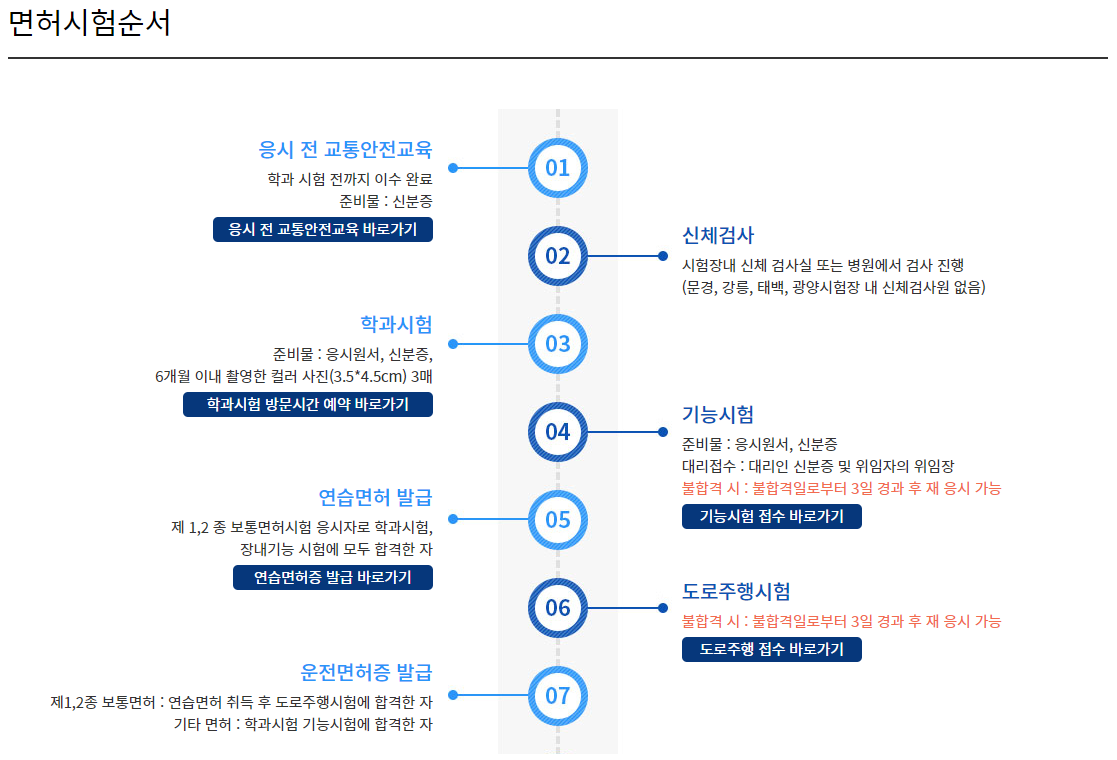 면허시험순서
01
응시 전 교통안전교육
학과 시험 전까지 이수 완료
준비물 : 신분증
응시 전 교통안전교육 바로가기
02
신체검사
시험장내 신체 검사실 또는 병원에서 검사 진행
(문경, 강릉, 태백, 광양시험장 내 신체검사원 없음)
03
학과시험
준비물 : 응시원서, 신분증,
6개월 이내 촬영한 컬러 사진(3.5*4.5cm) 3매
학과시험 방문시간 예약 바로가기
04
기능시험
준비물 : 응시원서, 신분증
대리접수 : 대리인 신분증 및 위임자의 위임장
불합격 시 : 불합격일로부터 3일 경과 후 재 응시 가능
기능시험 접수 바로가기
05
연습면허 발급
제 1,2 종 보통면허시험 응시자로 학과시험,
장내기능 시험에 모두 합격한 자
연습면허증 발급 바로가기
06
도로주행시험
불합격 시 : 불합격일로부터 3일 경과 후 재 응시 가능
도로주행 접수 바로가기
07
운전면허증 발급
제1,2종 보통면허 : 연습면허 취득 후 도로주행시험에 합격한 자
기타 면허 : 학과시험 기능시험에 합격한 자